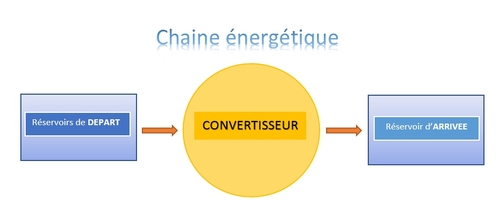 Chaine énergétique
Réservoirs de DEPART
CONVERTISSEUR
Réservoir d'ARRIVEE